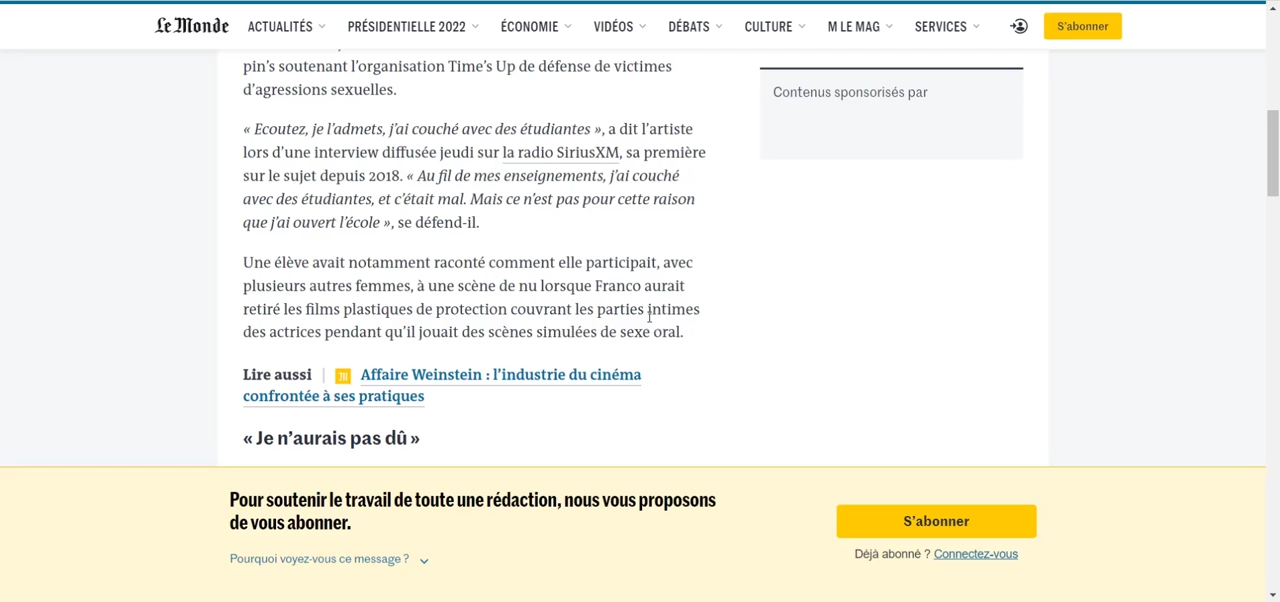 Le Monde ACTUALITÉS PRÉSIDENTIELLE 2022 ÉCONOMIE VIDÉOS DÉBATS CULTURE M LE MAG SERVICES S'abonner
pin's soutenant l'organisation Time's Up de défense de victimes
d'agressions sexuelles.
« Ecoutez, je l'admets, j'ai couché avec des étudiantes », a dit l'artiste
lors d'une interview diffusée jeudi sur la radio SiriusXM, sa première
sur le sujet depuis 2018. « Au fil de mes enseignements, j'ai couché
avec des étudiantes, et c'était mal. Mais ce n'est pas pour cette raison
que j'ai ouvert l'école », se défend-il.
Une élève avait notamment raconté comment elle participait, avec
plusieurs autres femmes, à une scène de nu lorsque Franco aurait
retiré les films plastiques de protection couvrant les parties intimes
des actrices pendant qu'il jouait des scènes simulées de sexe oral.
Lire aussi | M Affaire Weinstein : l'industrie du cinéma
confrontée à ses pratiques
« Je n'aurais pas dû »
Contenus sponsorisés par
Pour soutenir le travail de toute une rédaction, nous vous proposons
de vous abonner.
Pourquoi voyez-vous ce message ?
S'abonner
Déjà abonné ? Connectez-vous